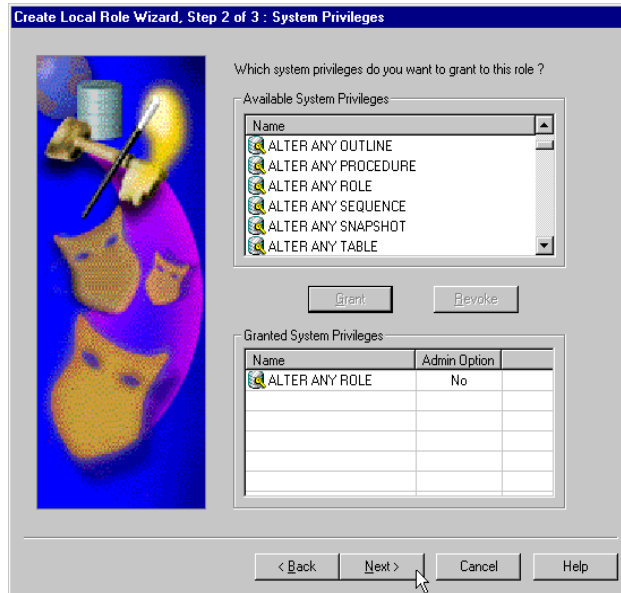 Create Local Role Wizard, Step 2 of 3 : System Privileges
Which system privileges do you want to grant to this role ?
Available System Privileges
Name
ALTER ANY OUTLINE
ALTER ANY PROCEDURE
ALTER ANY ROLE
ALTER ANY SEQUENCE
ALTER ANY SNAPSHOT
ALTER ANY TABLE
Grant Revoke
Granted System Privileges
Name Admin Option
ALTER ANY ROLE No
< Back Next > Cancel Help